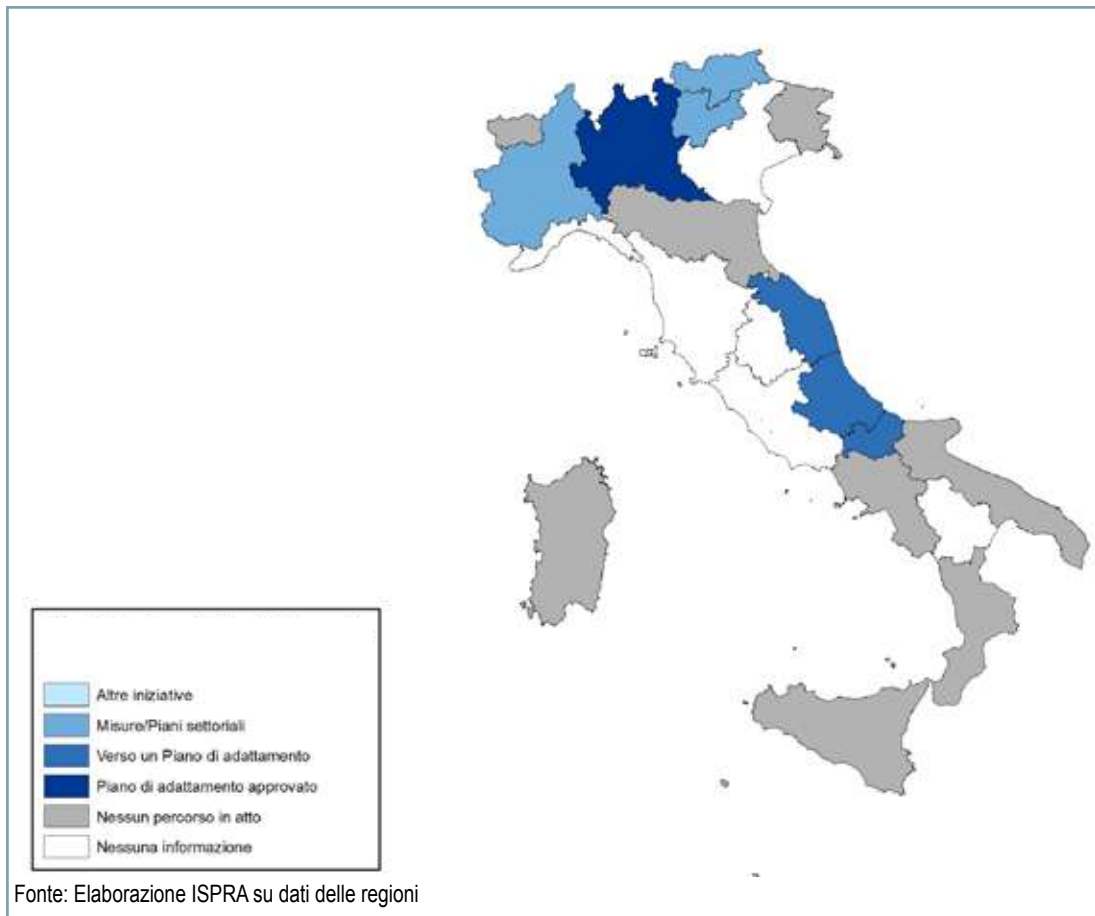 Altre iniziative
Misure/Piani settoriali
Verso un Piano di adattamento
Piano di adattamento approvato
Nessun percorso in atto
Nessuna informazione
Fonte: Elaborazione ISPRA su dati delle regioni